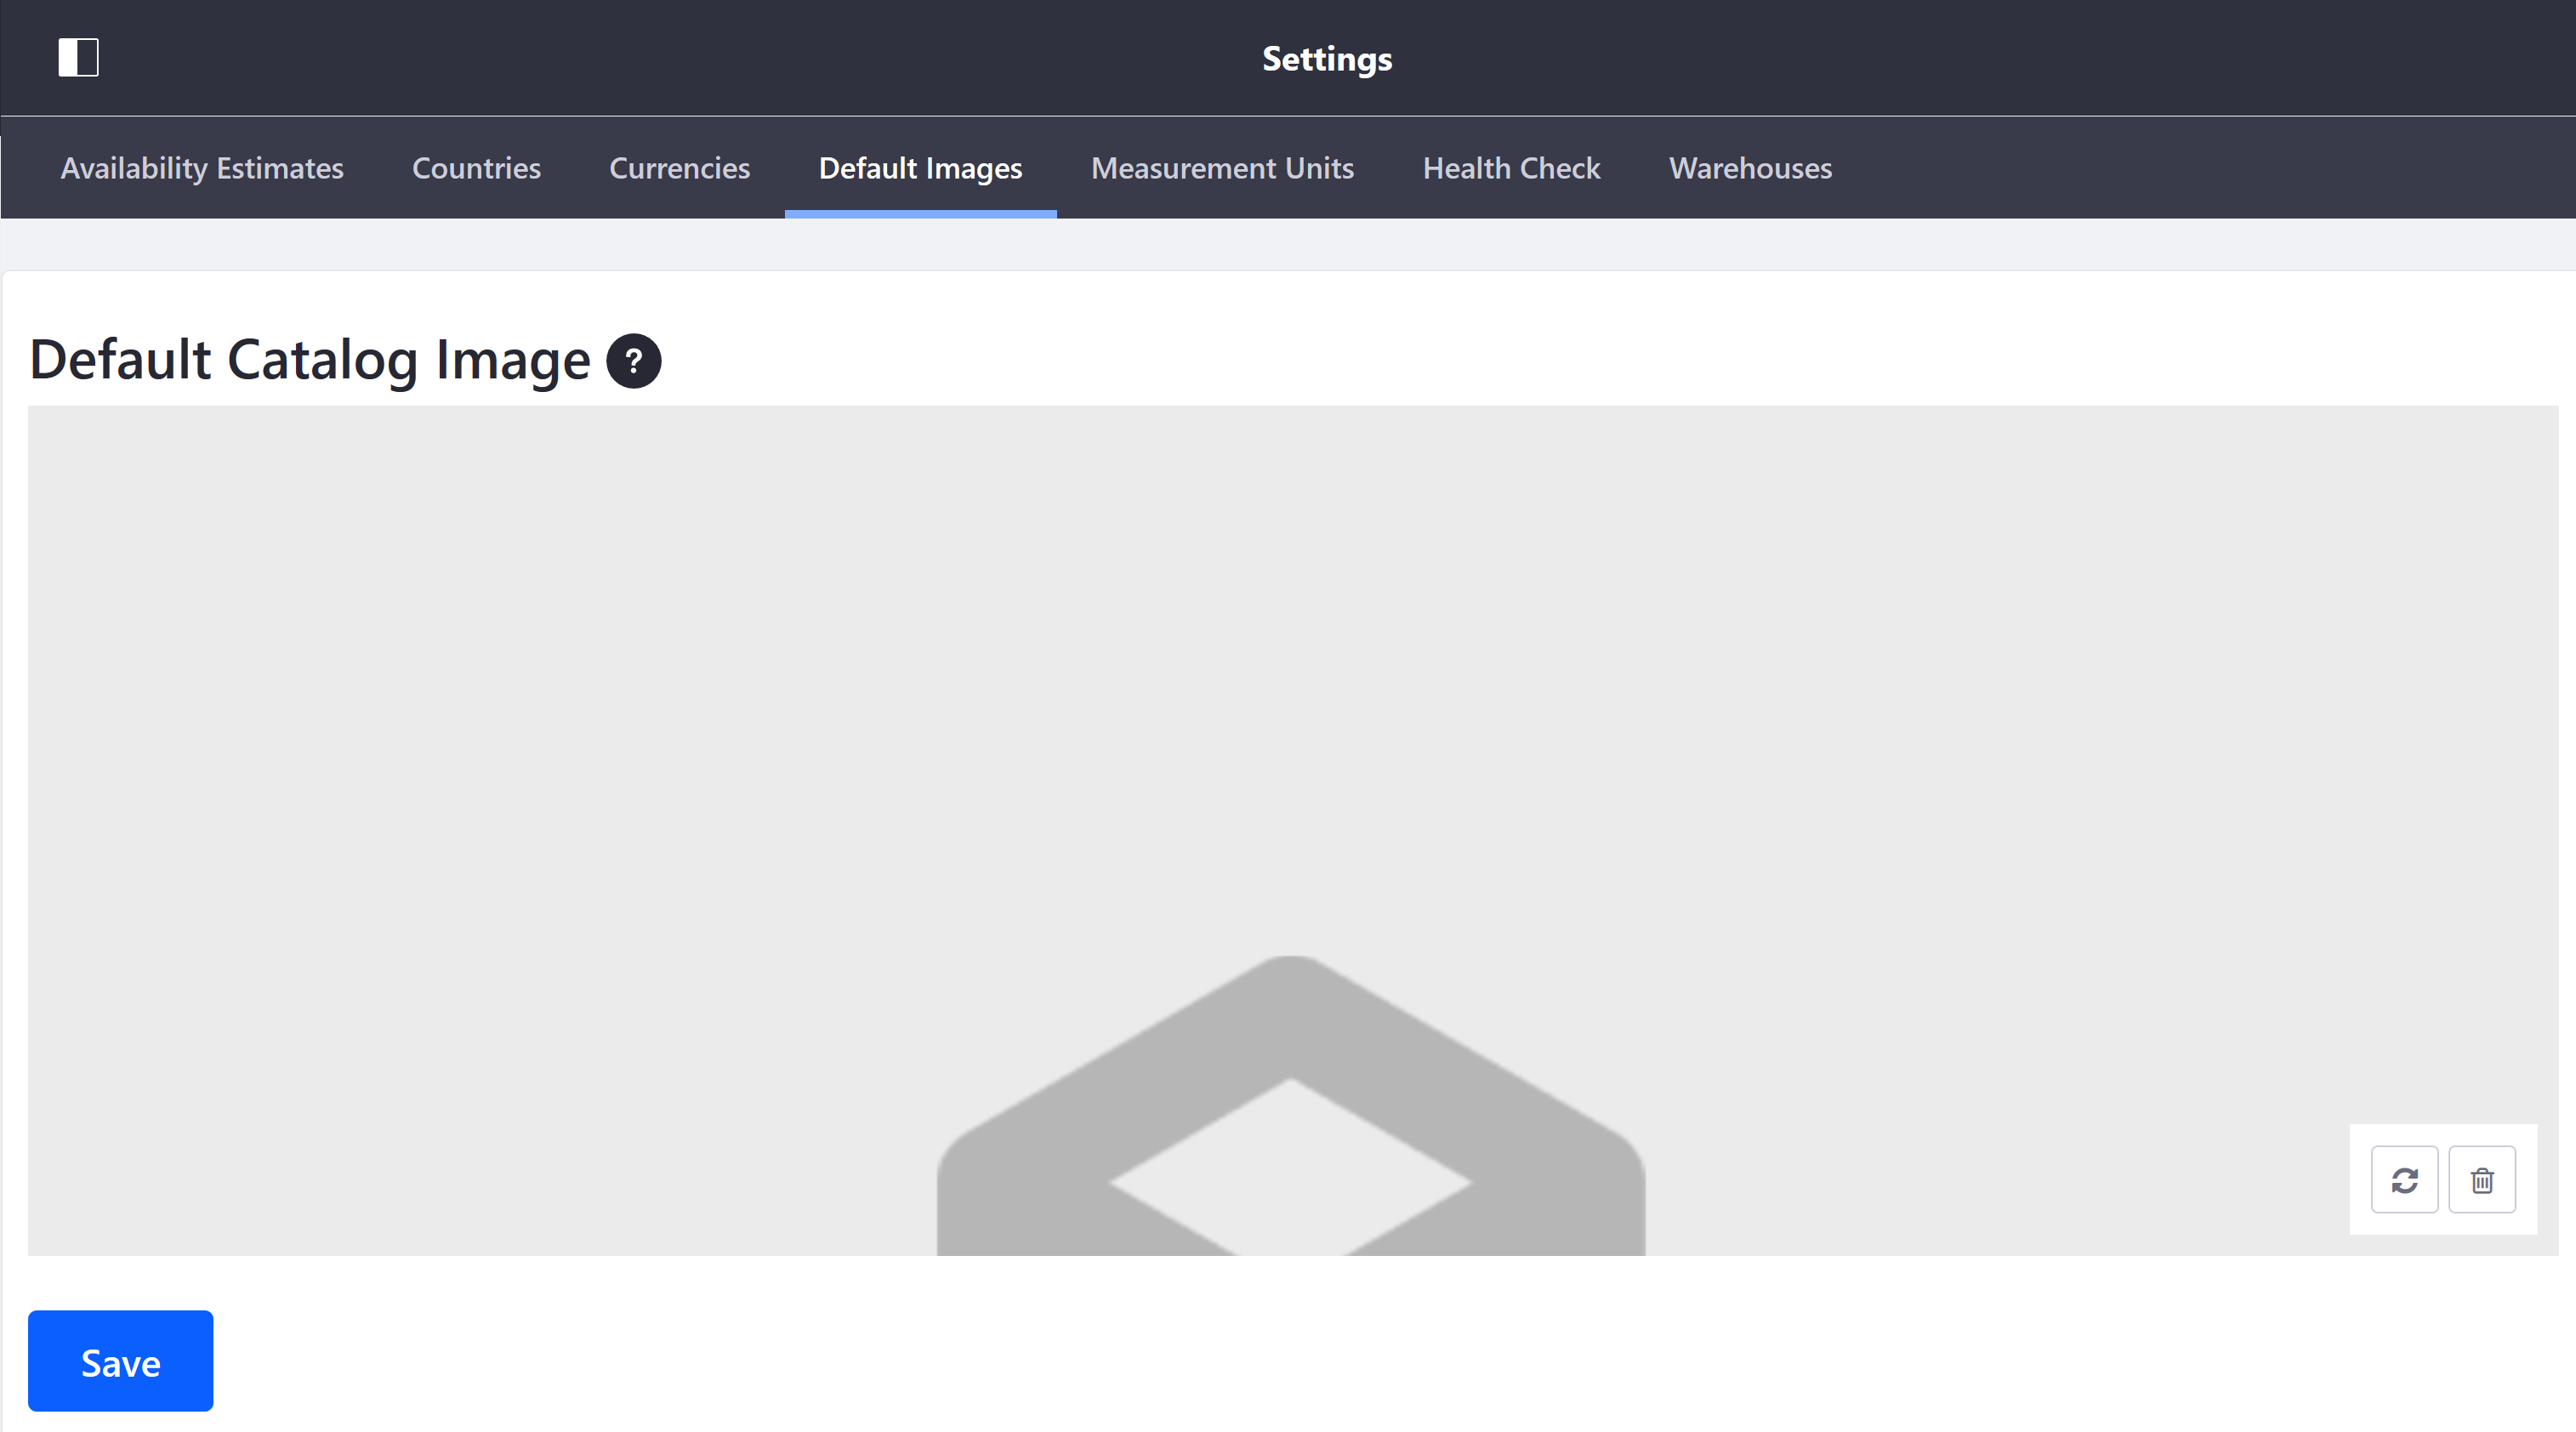 Settings
Availability Estimates Countries Currencies Default Images Measurement Units Health Check Warehouses
Default Catalog Image ?
Save